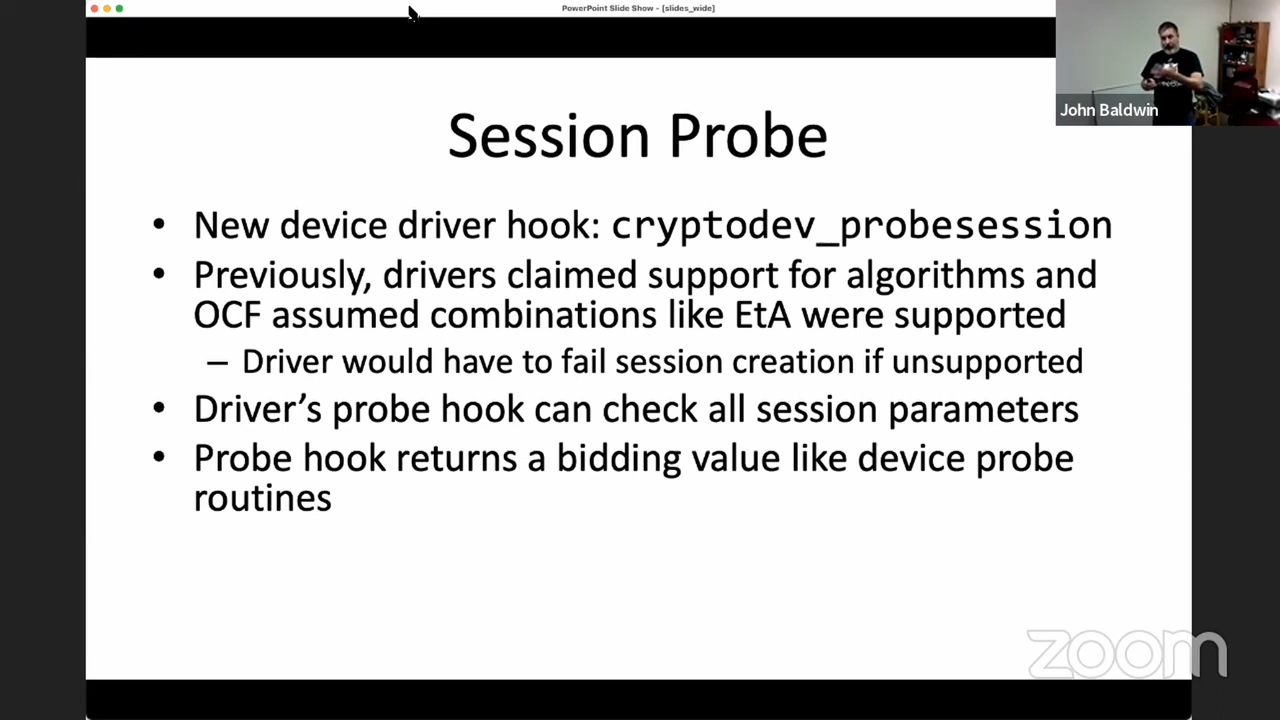 PowerPoint Slide Show - [slides_wide]
John Baldwin
Session Probe
• New device driver hook: cryptodev_probesession
• Previously, drivers claimed support for algorithms and
OCF assumed combinations like EtA were supported
– Driver would have to fail session creation if unsupported
• Driver’s probe hook can check all session parameters
• Probe hook returns a bidding value like device probe
routines
zoom